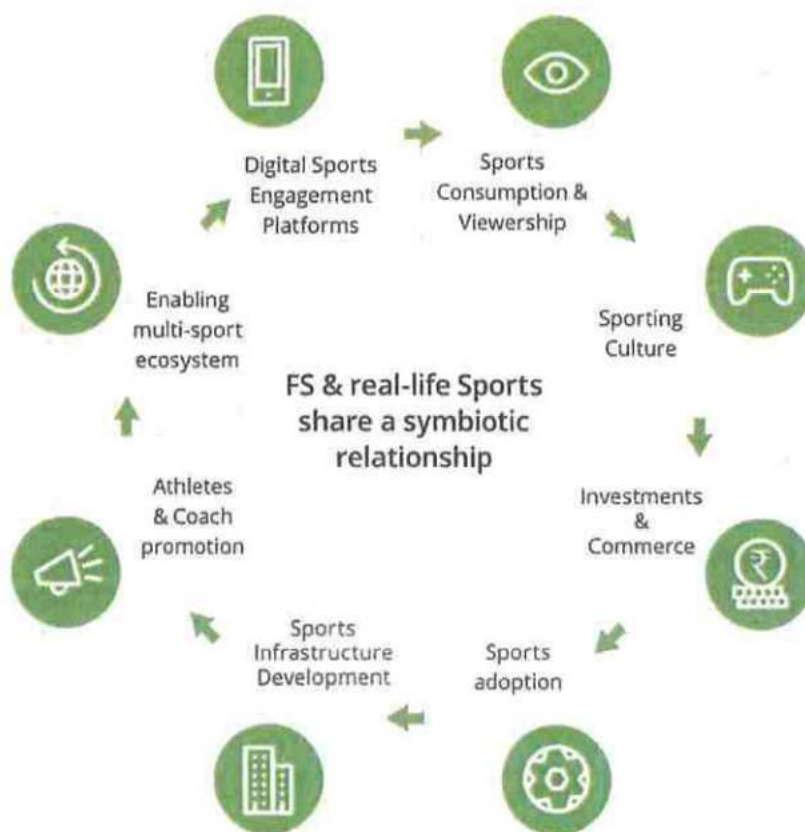 Digital Sports
Engagement
Platforms
Sports
Consumption &
Viewership
Sporting
Culture
Investments
&
Commerce
Sports
adoption
Sports
Infrastructure
Development
Athletes
& Coach
promotion
Enabling
multi-sport
ecosystem
FS & real-life Sports
share a symbiotic
relationship
₹